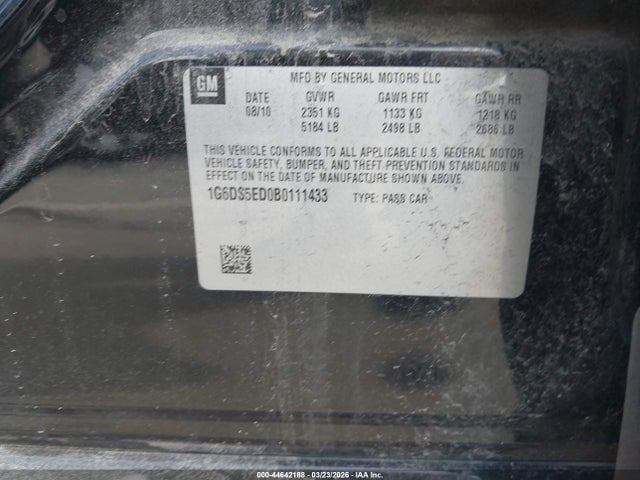 GM
MFD BY GENERAL MOTORS LLC
DATE GVWR GAWR FRT GAWR RR
08/10 2351 KG 1133 KG 1218 KG
5184 LB 2498 LB 2686 LB
THIS VEHICLE CONFORMS TO ALL APPLICABLE U.S. FEDERAL MOTOR
VEHICLE SAFETY, BUMPER, AND THEFT PREVENTION STANDARDS IN
EFFECT ON THE DATE OF MANUFACTURE SHOWN ABOVE.
1G6DS5ED0B0111433 TYPE: PASS CAR
000-44642188 - 03/23/2026 - IAA Inc.